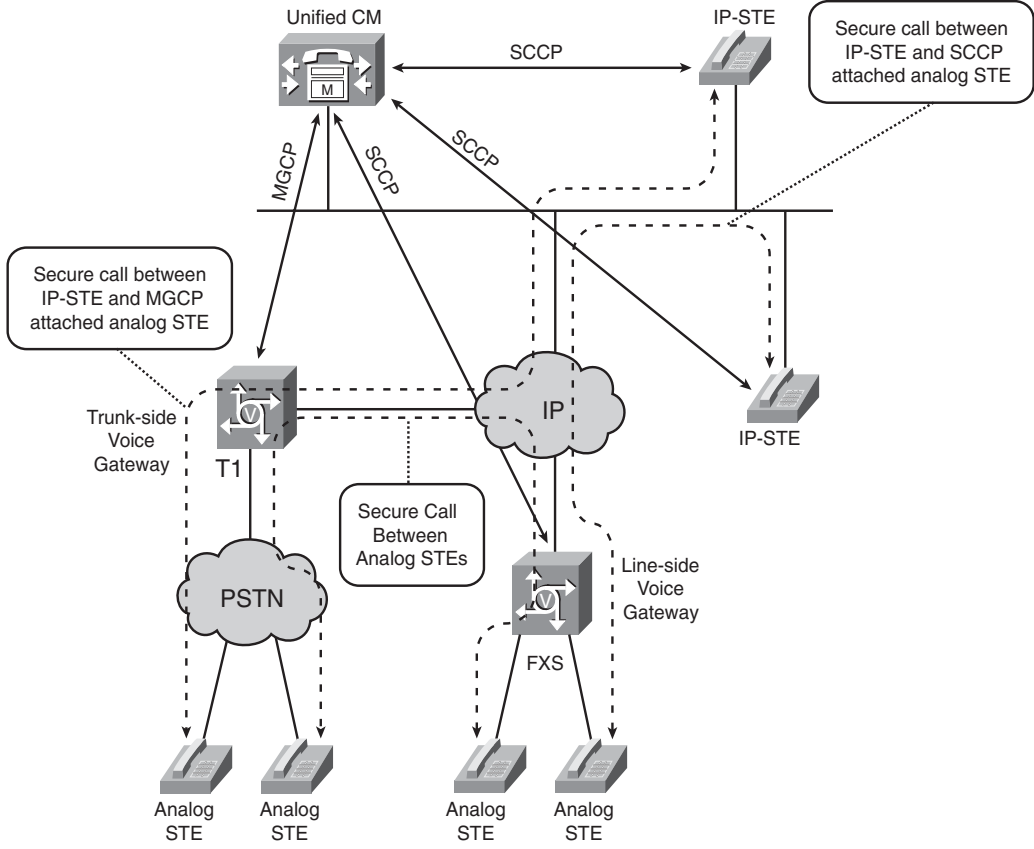 Unified CM
IP-STE
Secure call between
IP-STE and SCCP
attached analog STE
SCCP
M
MGCP
SCCP
SCCP
Secure call between
IP-STE and MGCP
attached analog STE
Trunk-side
Voice
Gateway
V
T1
IP
IP-STE
Secure Call
Between
Analog STEs
Line-side
Voice
Gateway
V
PSTN
FXS
Analog
STE
Analog
STE
Analog
STE
Analog
STE